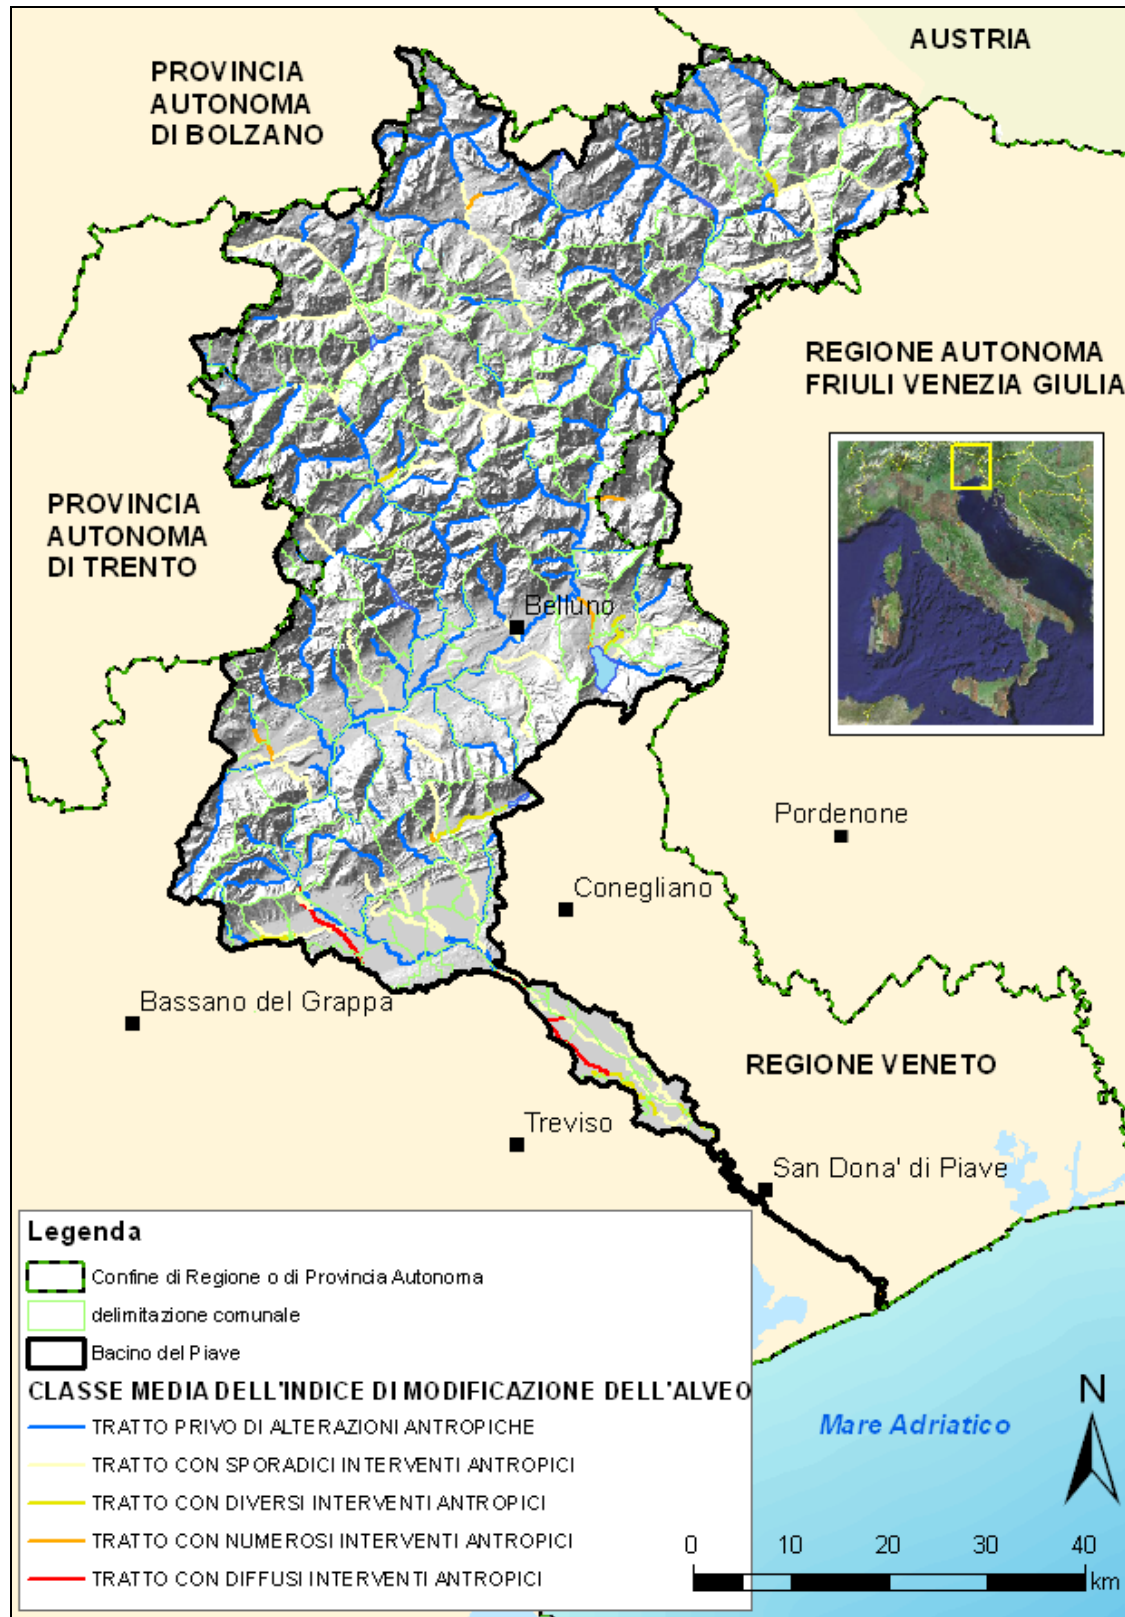 AUSTRIA
PROVINCIA
AUTONOMA
DI BOLZANO
REGIONE AUTONOMA
FRIULI VENEZIA GIULIA
PROVINCIA
AUTONOMA
DI TRENTO
Belluno
Pordenone
Conegliano
Bassano del Grappa
REGIONE VENETO
Treviso
San Dona' di Piave
Legenda
Confine di Regione o di Provincia Autonoma
delimitazione comunale
Bacino del Piave
CLASSE MEDIA DELL'INDICE DI MODIFICAZIONE DELL'ALVEO
TRATTO PRIVO DI ALTERAZIONI ANTROPICHE
TRATTO CON SPORADICI INTERVENTI ANTROPICI
TRATTO CON DIVERSI INTERVENTI ANTROPICI
TRATTO CON NUMEROSI INTERVENTI ANTROPICI
TRATTO CON DIFFUSI INTERVENTI ANTROPICI
Mare Adriatico
N
0 10 20 30 40
km